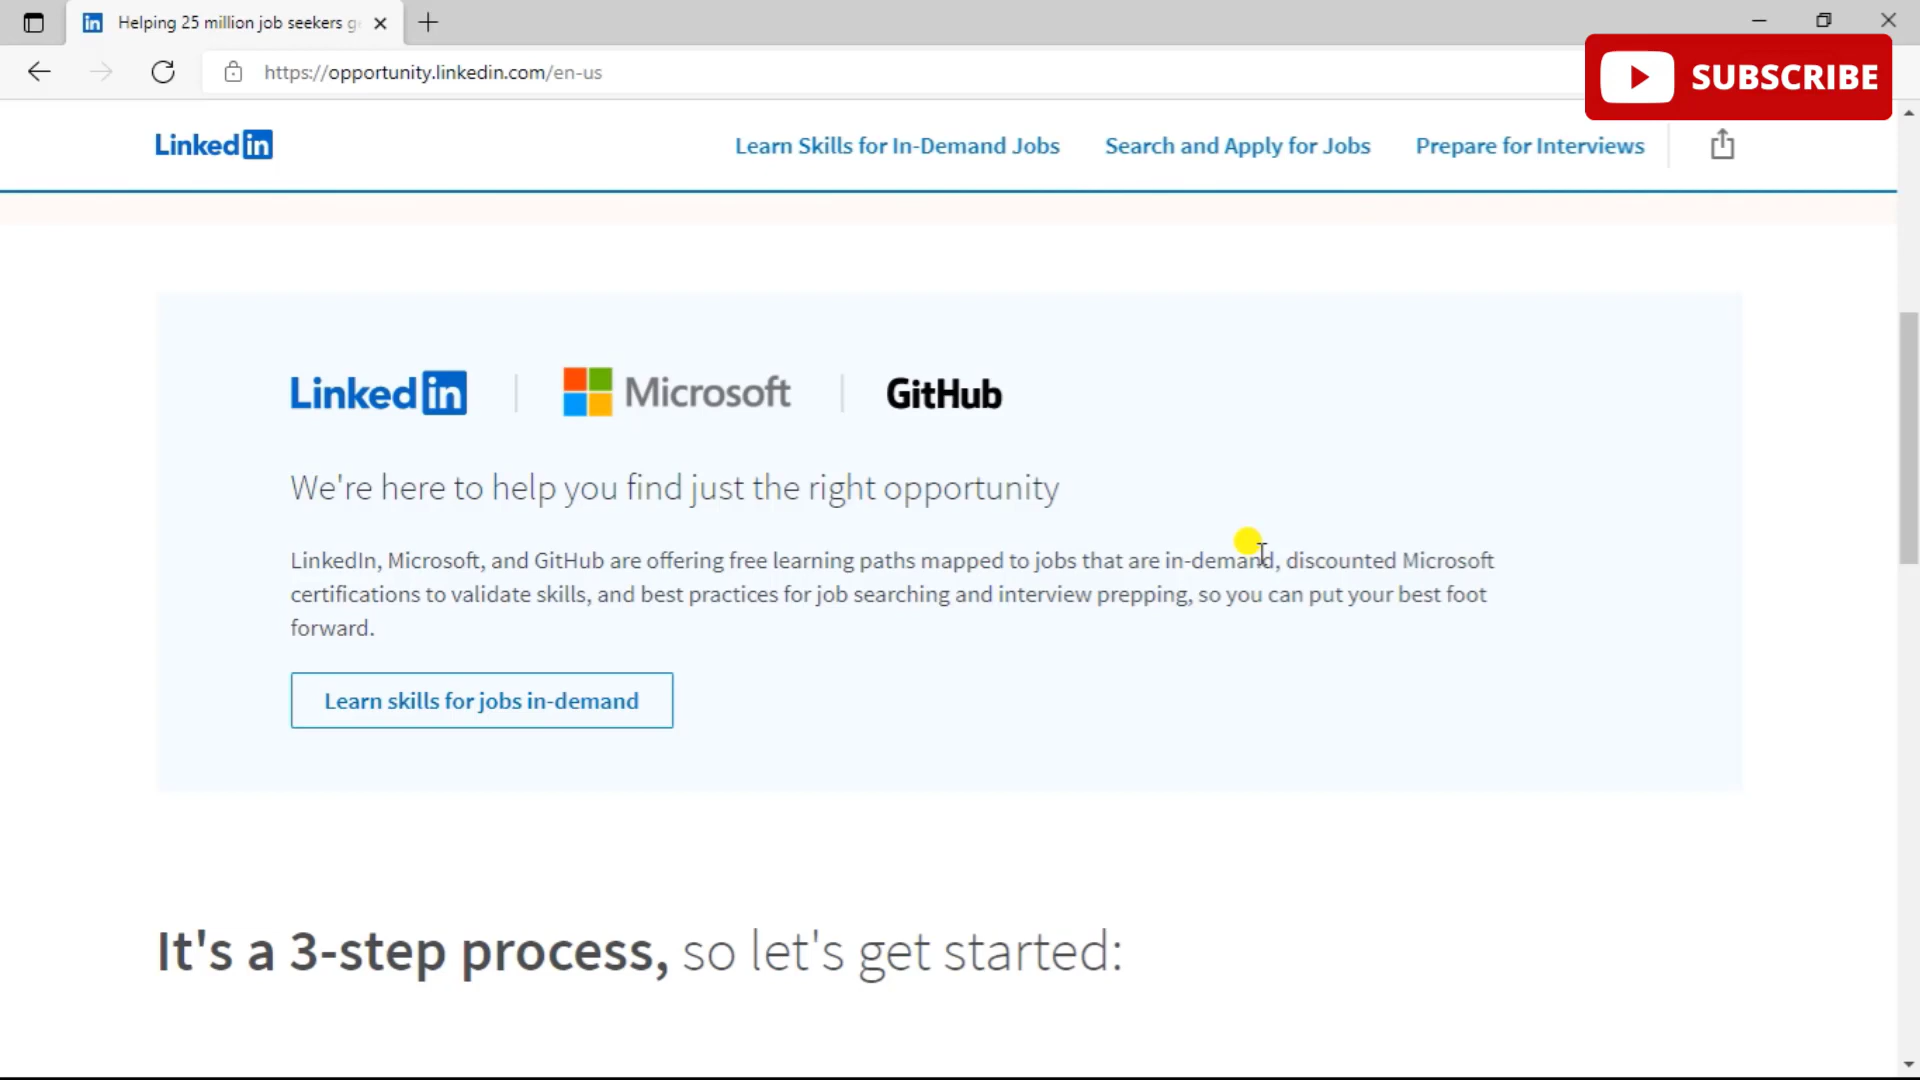 Helping 25 million job seekers g
https://opportunity.linkedin.com/en-us
SUBSCRIBE
LinkedIn
Learn Skills for In-Demand Jobs
Search and Apply for Jobs
Prepare for Interviews
LinkedIn
Microsoft
GitHub
We're here to help you find just the right opportunity
LinkedIn, Microsoft, and GitHub are offering free learning paths mapped to jobs that are in-demand, discounted Microsoft
certifications to validate skills, and best practices for job searching and interview prepping, so you can put your best foot
forward.
Learn skills for jobs in-demand
It's a 3-step process, so let's get started: